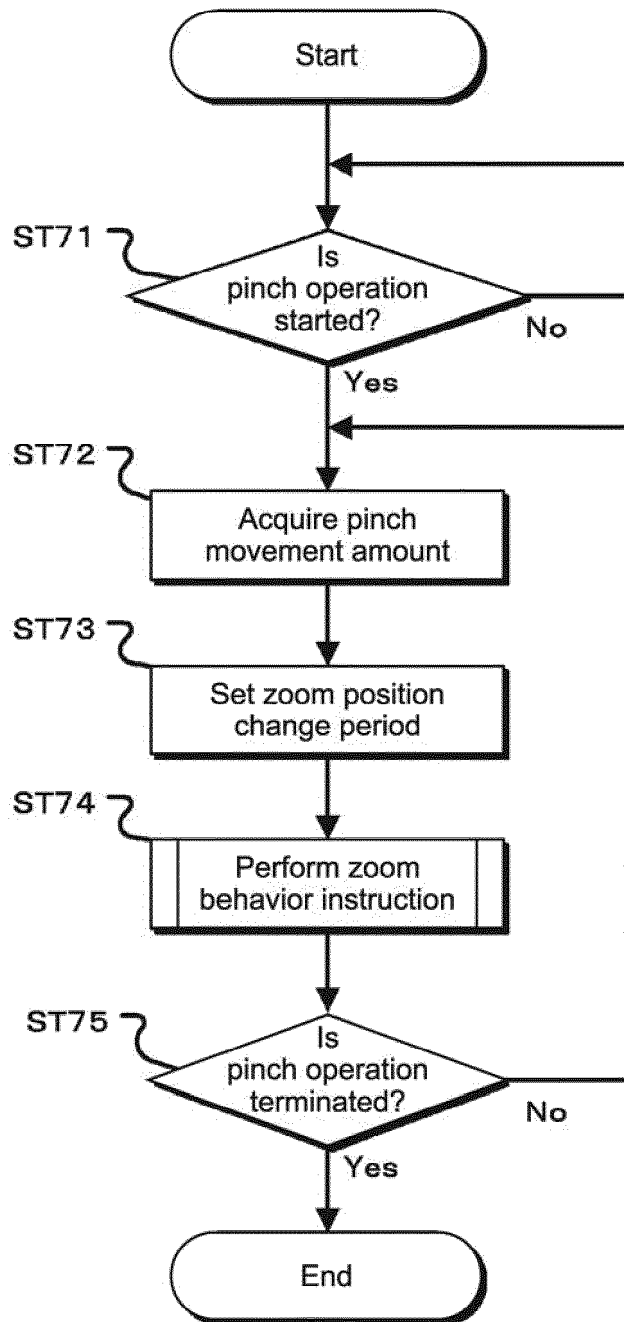 Start
ST71
Is
pinch operation
started?
No
Yes
ST72
Acquire pinch
movement amount
ST73
Set zoom position
change period
ST74
Perform zoom
behavior instruction
ST75
Is
pinch operation
terminated?
No
Yes
End